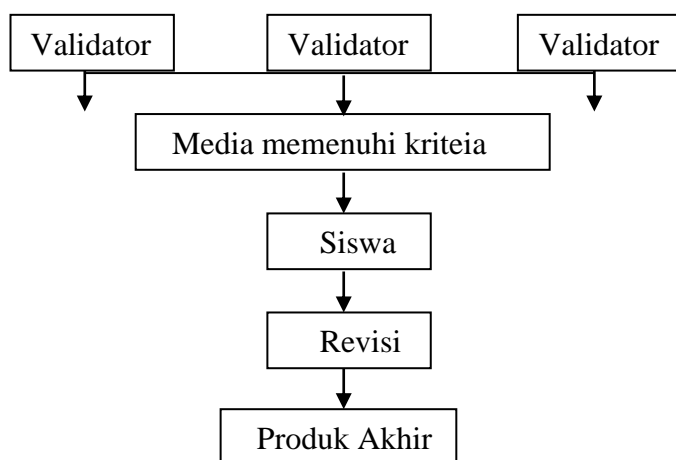 Validator Validator Validator
Media memenuhi kriteia
Siswa
Revisi
Produk Akhir